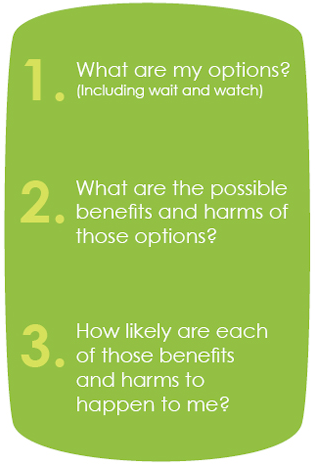 1. What are my options?
(Including wait and watch)
2. What are the possible
benefits and harms of
those options?
3. How likely are each
of those benefits
and harms to
happen to me?